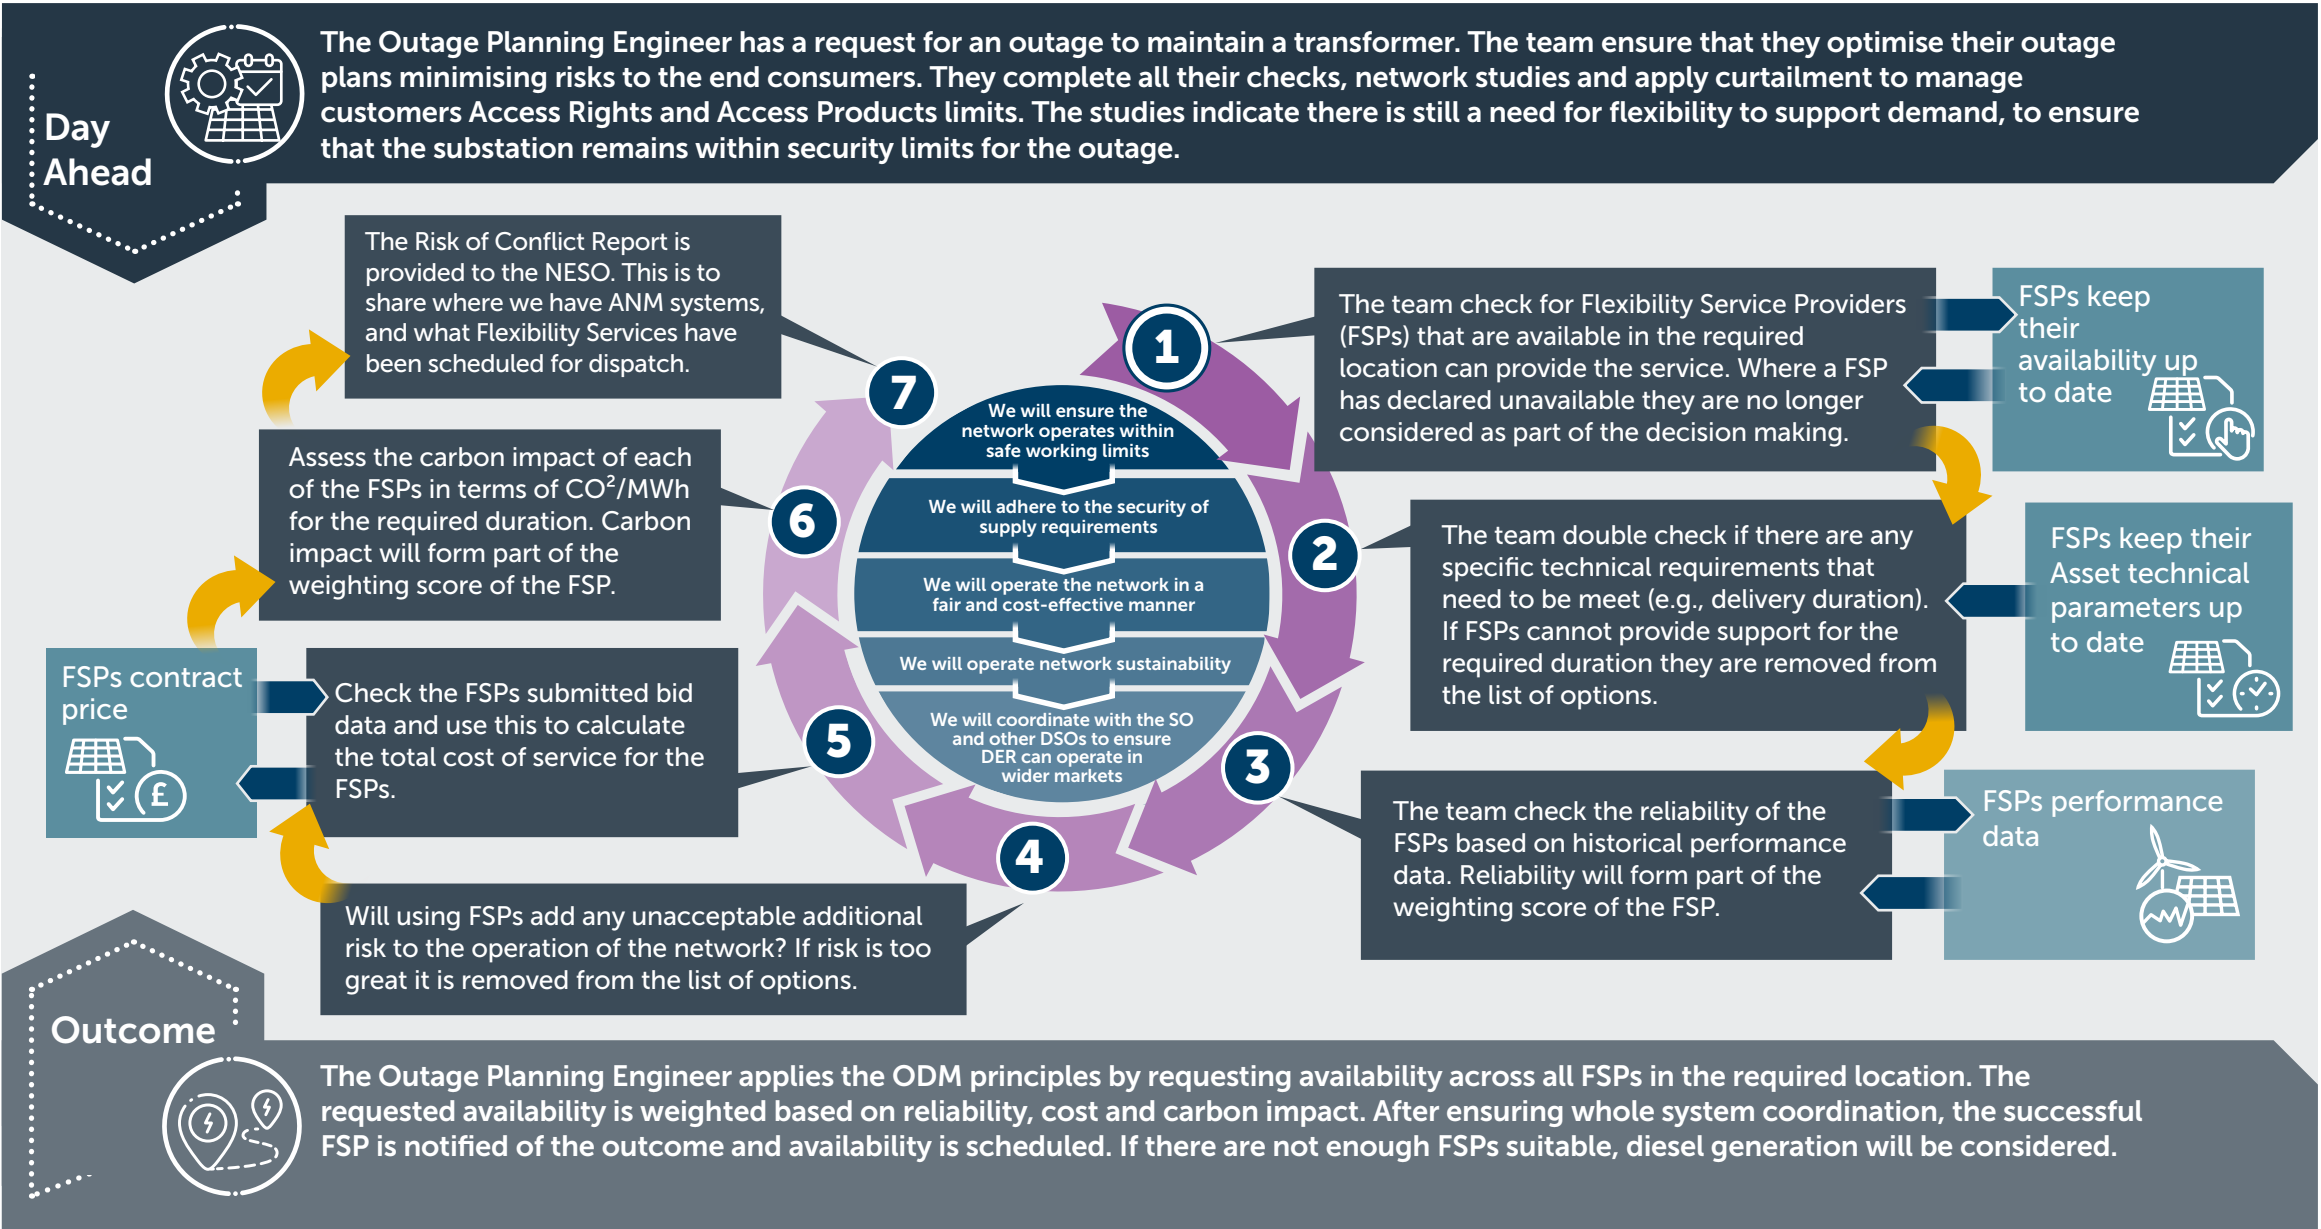 Day
Ahead
The Outage Planning Engineer has a request for an outage to maintain a transformer. The team ensure that they optimise their outage
plans minimising risks to the end consumers. They complete all their checks, network studies and apply curtailment to manage
customers Access Rights and Access Products limits. The studies indicate there is still a need for flexibility to support demand, to ensure
that the substation remains within security limits for the outage.
1
The team check for Flexibility Service Providers
(FSPs) that are available in the required
location can provide the service. Where a FSP
has declared unavailable they are no longer
considered as part of the decision making.
FSPs keep
their
availability up
to date
2
The team double check if there are any
specific technical requirements that
need to be meet (e.g., delivery duration).
If FSPs cannot provide support for the
required duration they are removed from
the list of options.
FSPs keep their
Asset technical
parameters up
to date
3
The team check the reliability of the
FSPs based on historical performance
data. Reliability will form part of the
weighting score of the FSP.
FSPs performance
data
4
Will using FSPs add any unacceptable additional
risk to the operation of the network? If risk is too
great it is removed from the list of options.
5
Check the FSPs submitted bid
data and use this to calculate
the total cost of service for the
FSPs.
FSPs contract
price
£
6
Assess the carbon impact of each
of the FSPs in terms of CO²/MWh
for the required duration. Carbon
impact will form part of the
weighting score of the FSP.
7
The Risk of Conflict Report is
provided to the NESO. This is to
share where we have ANM systems,
and what Flexibility Services have
been scheduled for dispatch.
We will ensure the
network operates within
safe working limits
We will adhere to the security of
supply requirements
We will operate the network in a
fair and cost-effective manner
We will operate network sustainability
We will coordinate with the SO
and other DSOs to ensure
DER can operate in
wider markets
Outcome
The Outage Planning Engineer applies the ODM principles by requesting availability across all FSPs in the required location. The
requested availability is weighted based on reliability, cost and carbon impact. After ensuring whole system coordination, the successful
FSP is notified of the outcome and availability is scheduled. If there are not enough FSPs suitable, diesel generation will be considered.